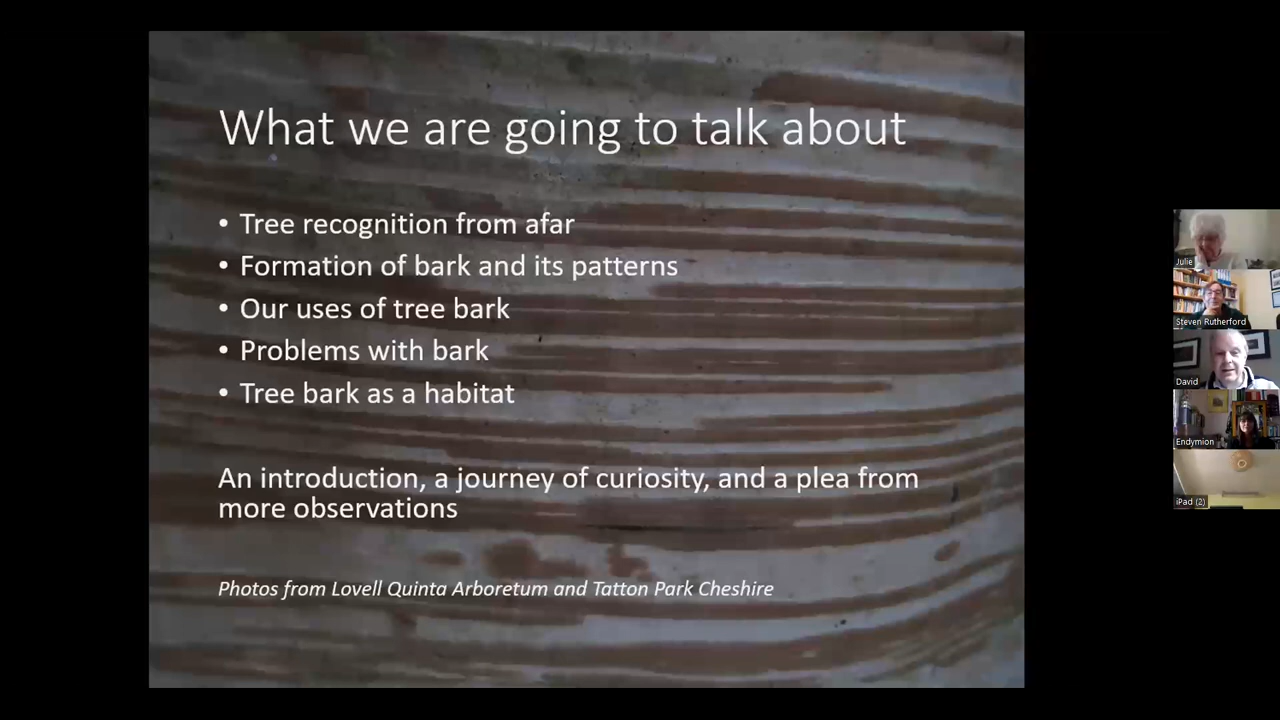 What we are going to talk about
• Tree recognition from afar
• Formation of bark and its patterns
• Our uses of tree bark
• Problems with bark
• Tree bark as a habitat
An introduction, a journey of curiosity, and a plea from
more observations
Photos from Lovell Quinta Arboretum and Tatton Park Cheshire
Julie
Steven Rutherford
David
Endymion
iPad (2)